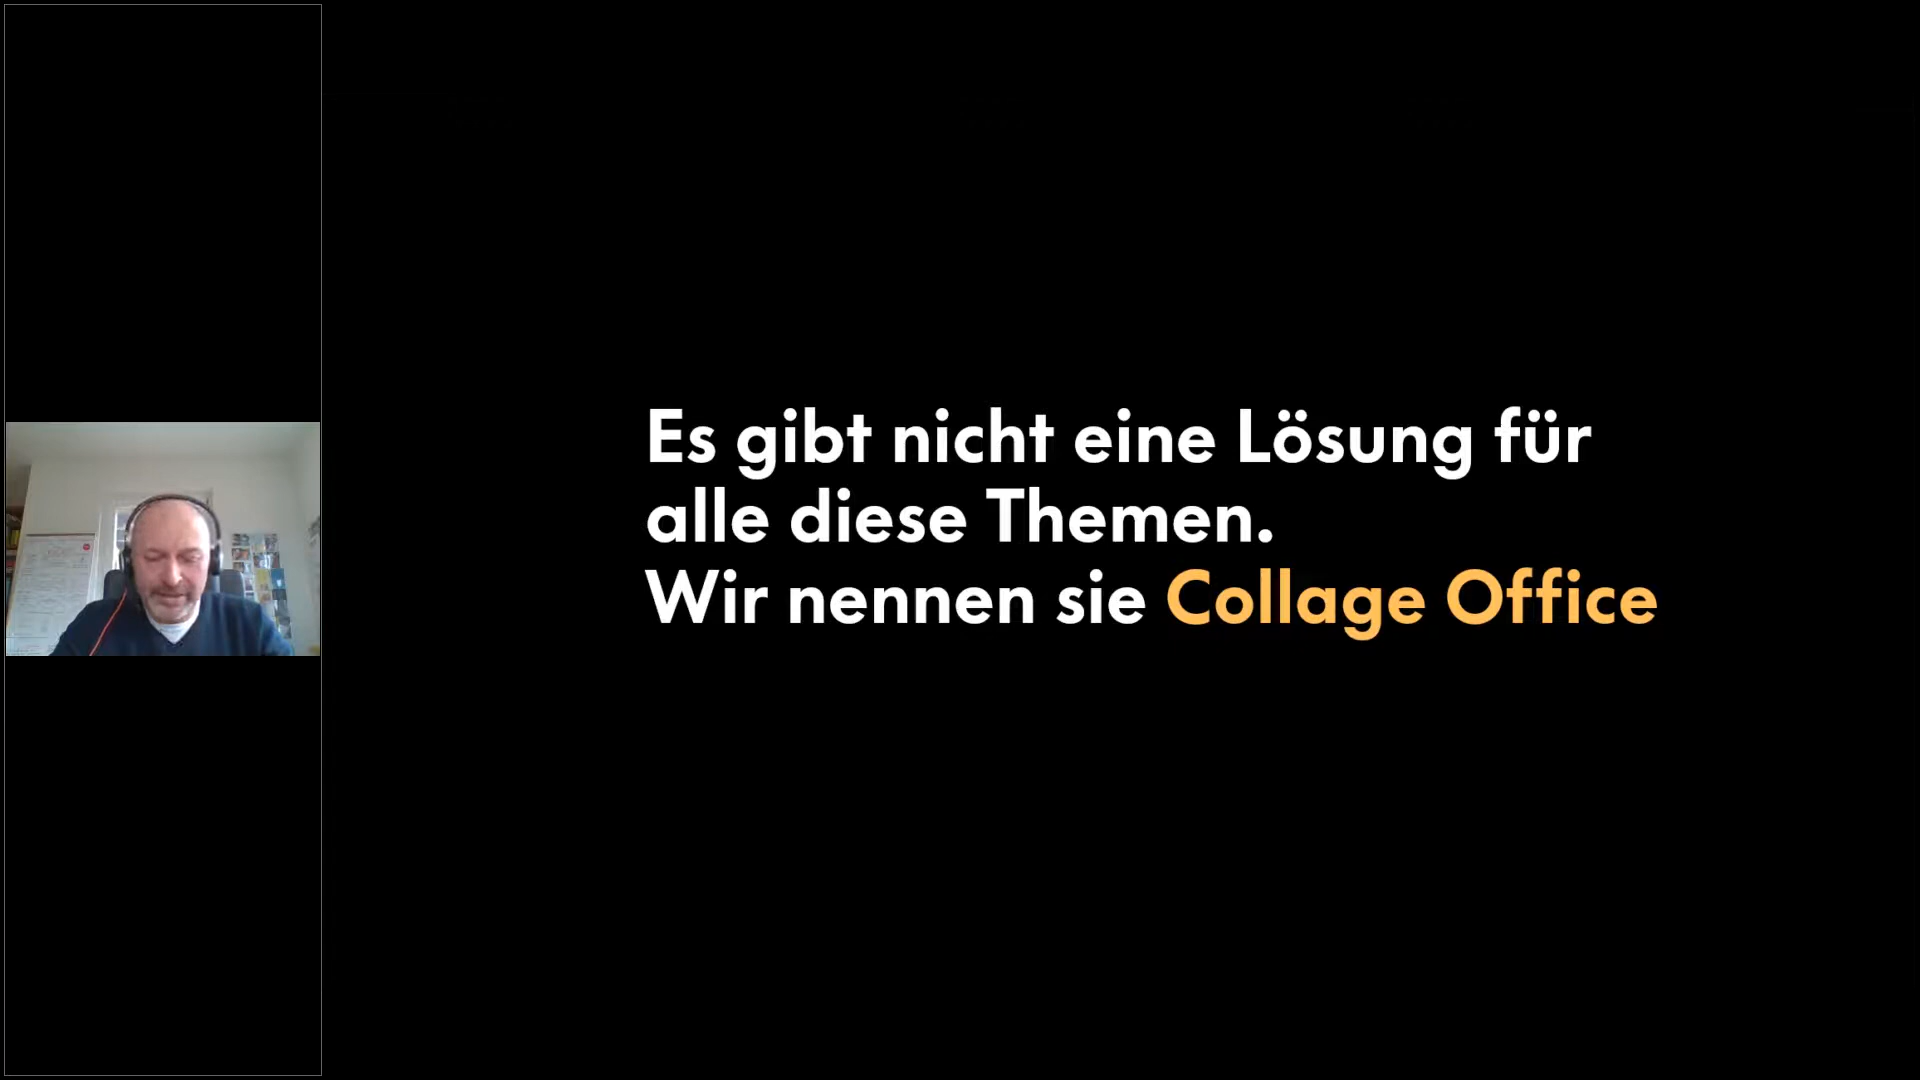 Es gibt nicht eine Lösung für
alle diese Themen.
Wir nennen sie Collage Office